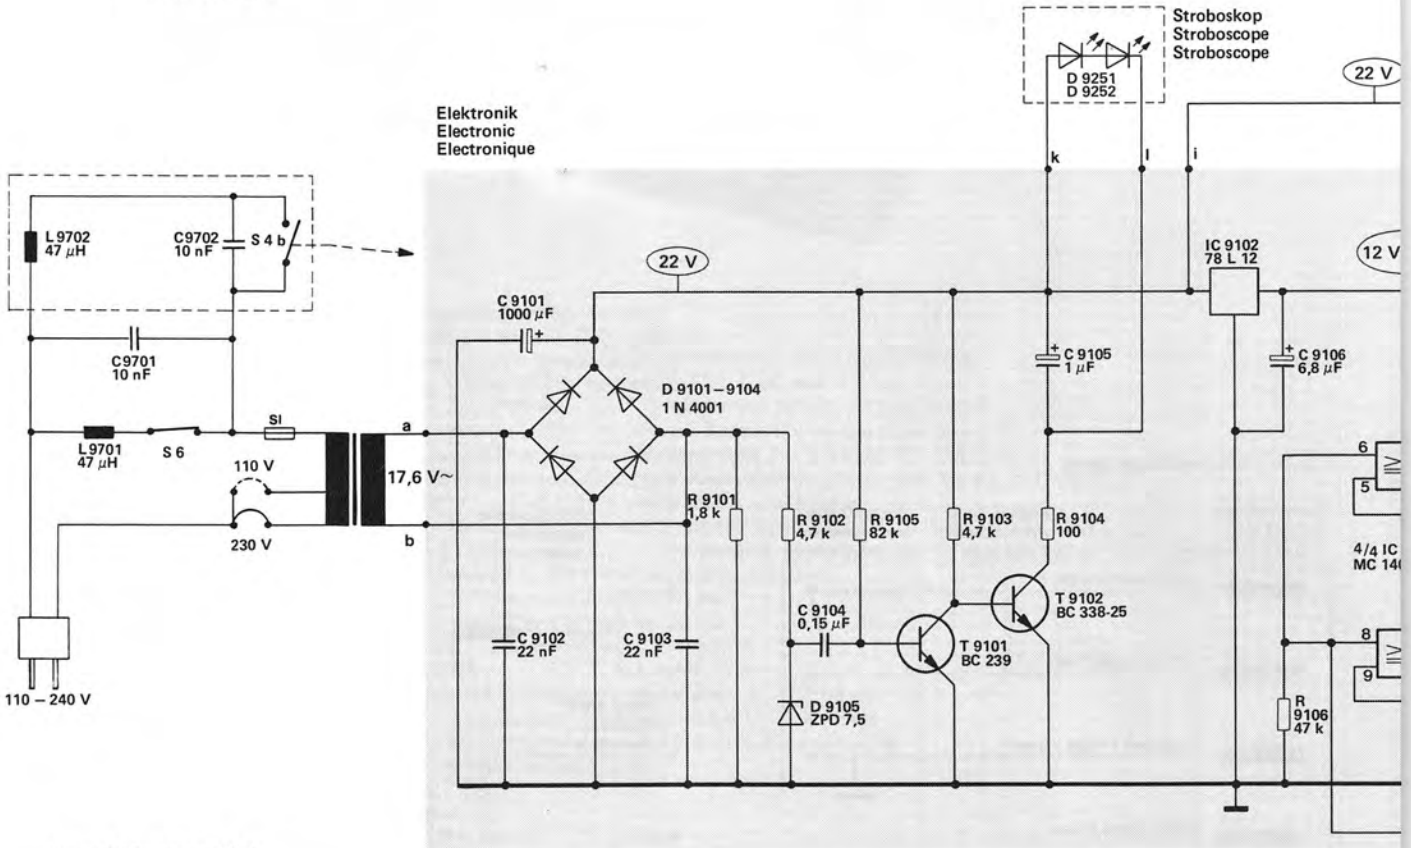 Stroboskop
Stroboscope
Stroboscope
D 9251
D 9252
22 V
Elektronik
Electronic
Electronique
k
l
i
L 9702
47 µH
C9702
10 nF
S 4 b
22 V
IC 9102
78 L 12
12 V
C 9101
1000 µF
+
C9701
10 nF
+
C 9105
1 µF
+
C 9106
6,8 µF
D 9101–9104
1 N 4001
L9701
47 µH
S 6
SI
a
110 V
17,6 V~
230 V
b
R 9101
1,8 k
R 9102
4,7 k
R 9105
82 k
R 9103
4,7 k
R 9104
100
6
5
4/4 IC
C 9104
0,15 µF
T 9102
BC 338-25
C 9102
22 nF
C 9103
22 nF
T 9101
BC 239
8
9
110 – 240 V
D 9105
ZPD 7,5
R
9106
47 k